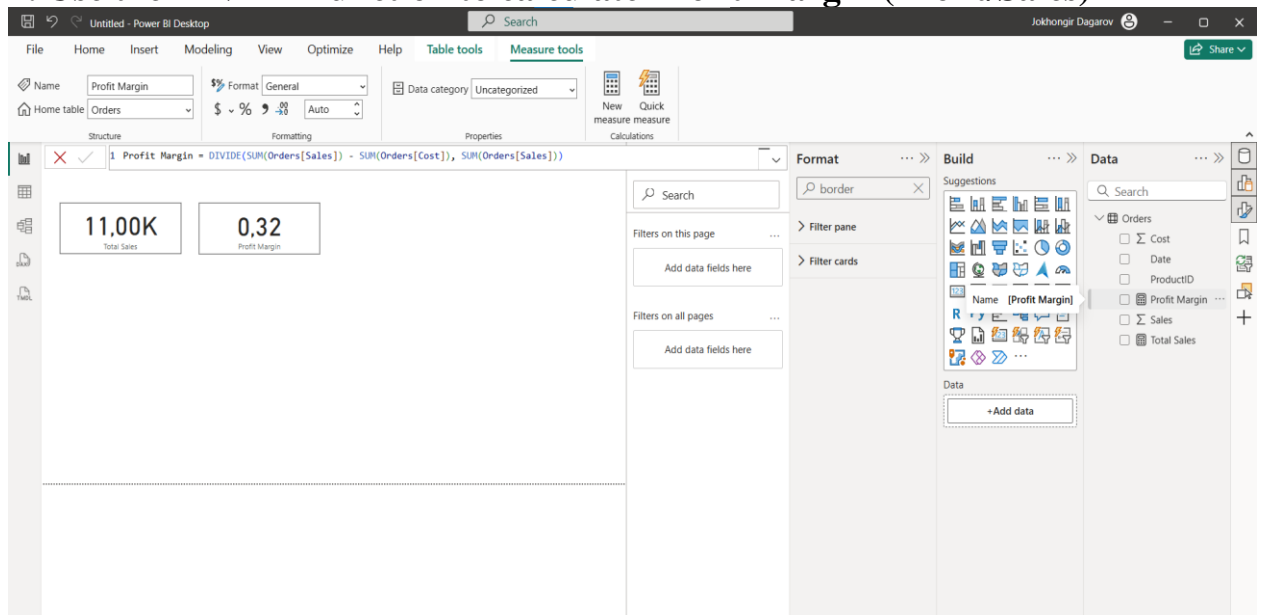 Untitled - Power BI Desktop
Search
Jokhongir Dagarov
File Home Insert Modeling View Optimize Help Table tools Measure tools
Share
Name Profit Margin
$% Format General
Data category Uncategorized
New measure
Quick measure
Home table Orders
$ % Auto
Structure
Formatting
Properties
Calculations
1 Profit Margin = DIVIDE(SUM(Orders[Sales]) - SUM(Orders[Cost]), SUM(Orders[Sales]))
11,00K
Total Sales
0,32
Profit Margin
Search
Filters on this page ...
Add data fields here
Filters on all pages ...
Add data fields here
Format ...
border
Filter pane
Filter cards
Build ...
Suggestions
123
R
...
Name [Profit Margin]
Data
+Add data
Data ...
Search
Orders
Σ Cost
Date
ProductID
Profit Margin ...
Σ Sales
Total Sales
DAX
TMDL